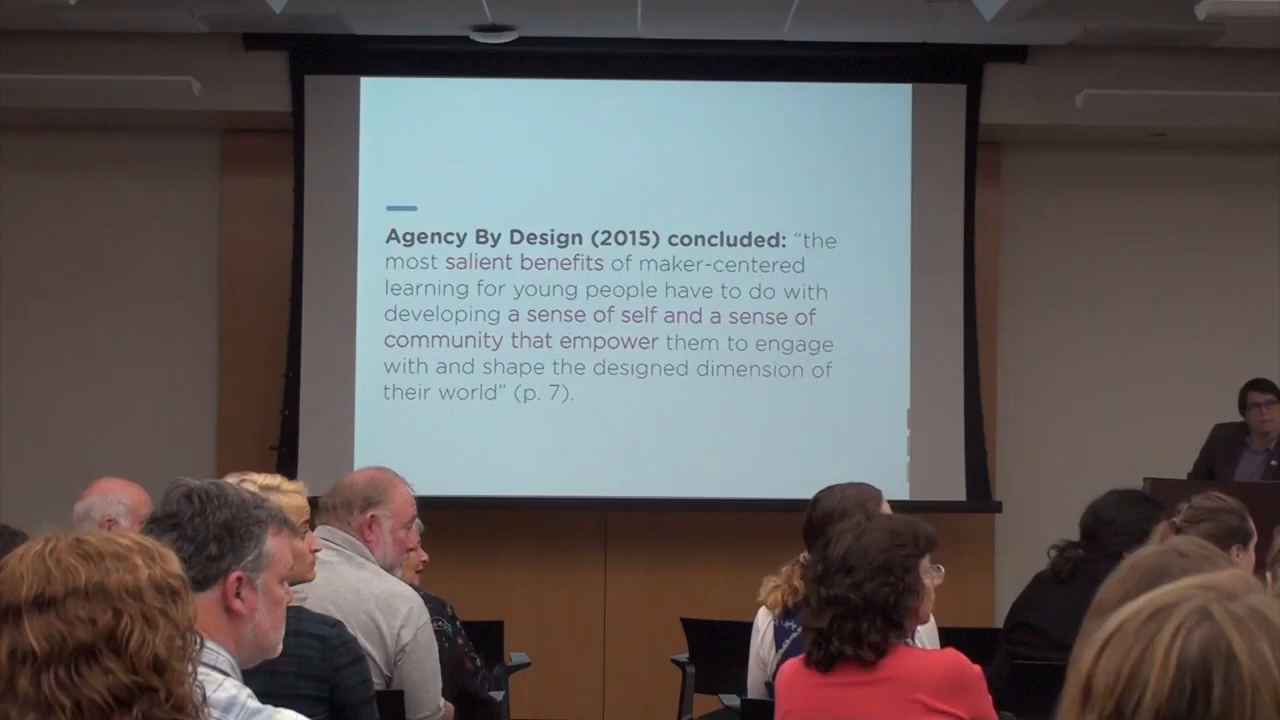 Agency By Design (2015) concluded: “the
most salient benefits of maker-centered
learning for young people have to do with
developing a sense of self and a sense of
community that empower them to engage
with and shape the designed dimension of
their world” (p. 7).